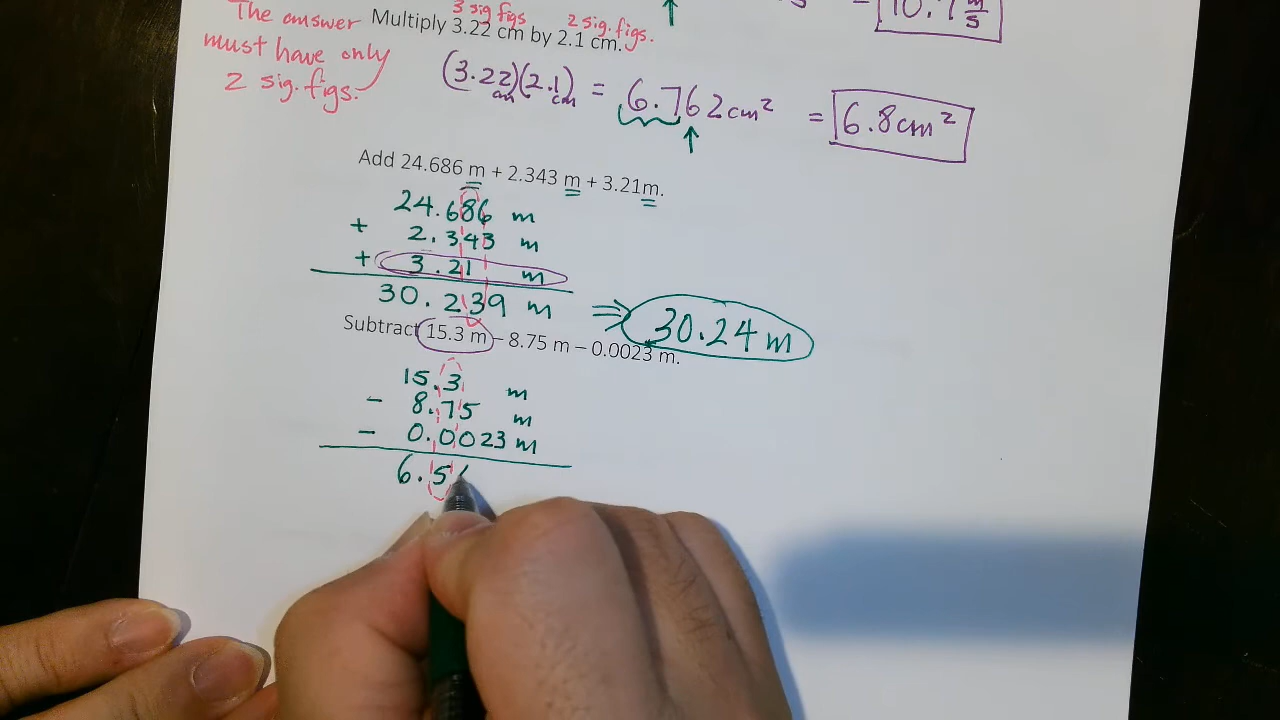 10.7 m/s
3 sig figs 2 sig. figs.
The answer
must have only
2 sig. figs.
Multiply 3.22 cm by 2.1 cm.
(3.22 cm)(2.1 cm) = 6.762 cm² = 6.8 cm²
Add 24.686 m + 2.343 m + 3.21m.
24.686 m
+ 2.343 m
+ 3.21 m
30.239 m ⇒ 30.24 m
Subtract 15.3 m – 8.75 m – 0.0023 m.
15.3 m
- 8.75 m
- 0.0023 m
6.5